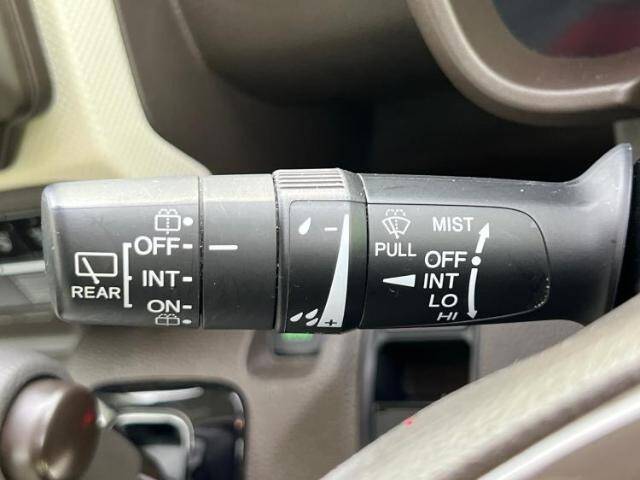 REAR
OFF
INT
ON
−
+
PULL
MIST
OFF
INT
LO
HI